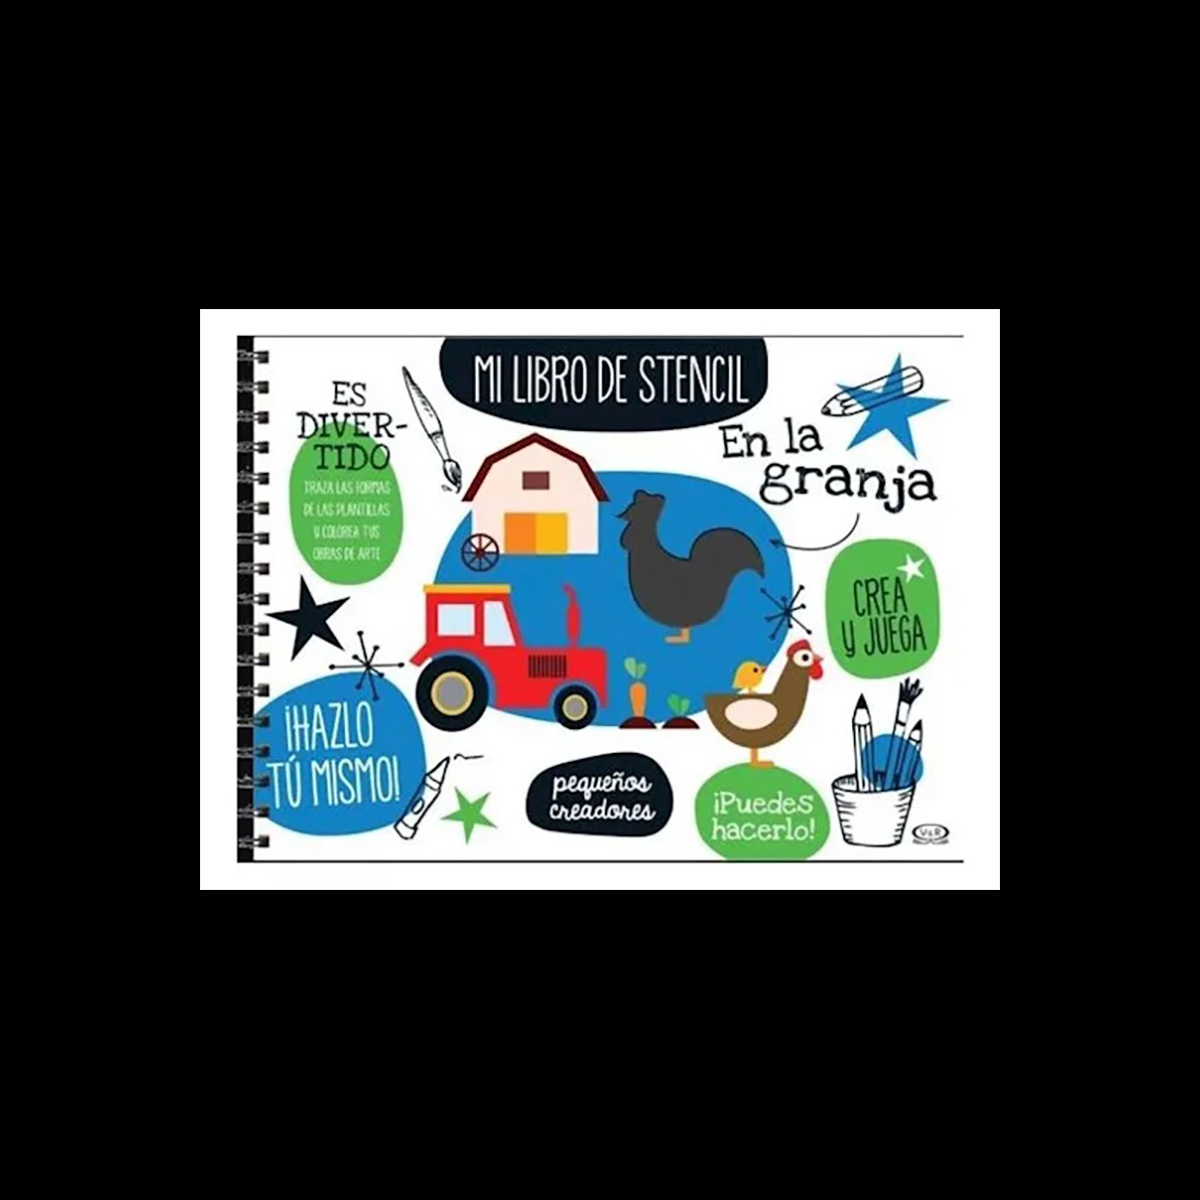 MI LIBRO DE STENCIL
ES
DIVER-
TIDO
TRAZA LAS FORMAS
DE LAS PLANTILLAS
Y COLOREA TUS
OBRAS DE ARTE
En la
granja
CREA
Y JUEGA
¡HAZLO
TÚ MISMO!
pequeños
creadores
¡Puedes
hacerlo!
V&R